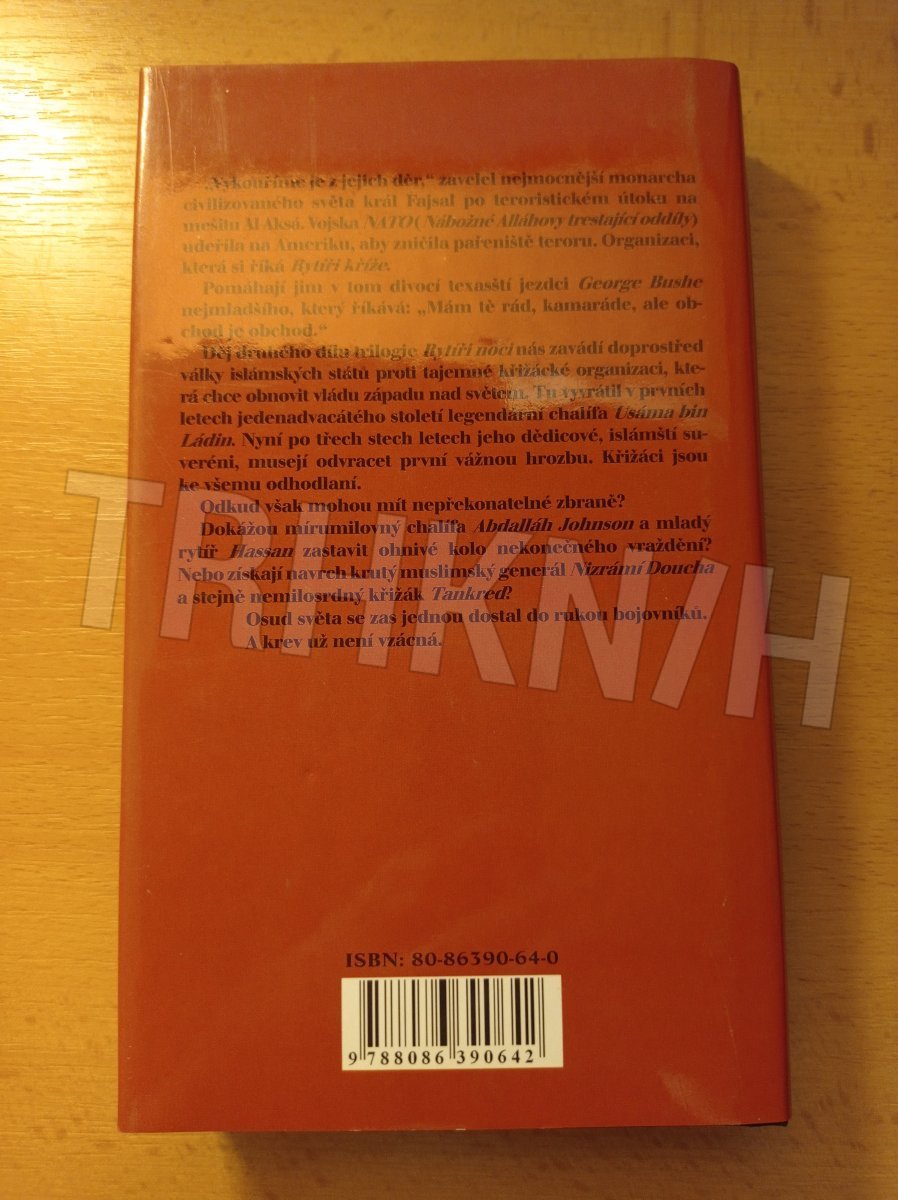 „Vykouříme je z jejich děr,“ zavelel nejmocnější monarcha
civilizovaného světa král Fajsal po teroristickém útoku na
mešitu Al Aksá. Vojska NATO ( Nábožné Alláhovy trestající oddíly)
udeřila na Ameriku, aby zničila pařeniště teroru. Organizaci,
která si říká Rytíři kříže.
Pomáhají jim v tom divocí texasští jezdci George Bushe
nejmladšího, který říkává: „Mám tě rád, kamaráde, ale ob-
chod je obchod.“
Děj druhého dílu trilogie Rytíři noci nás zavádí doprostřed
války islámských států proti tajemné křižácké organizaci, kte-
rá chce obnovit vládu západu nad světem. Tu vyvrátil v prvních
letech jedenadvacátého století legendární chalífa Usáma bin
Ládin. Nyní po třech stech letech jeho dědicové, islámští su-
veréni, musejí odvracet první vážnou hrozbu. Křižáci jsou
ke všemu odhodlaní.
Odkud však mohou mít nepřekonatelné zbraně?
Dokážou mírumilovný chalífa Abdalláh Johnson a mladý
rytíř Hassan zastavit ohnivé kolo nekonečného vraždění?
Nebo získají navrch krutý muslimský generál Nizrámí Doucha
a stejně nemilosrdný křižák Tankred?
Osud světa se zas jednou dostal do rukou bojovníků.
A krev už není vzácná.
TRHKNIH
ISBN: 80-86390-64-0
9 788086 390642